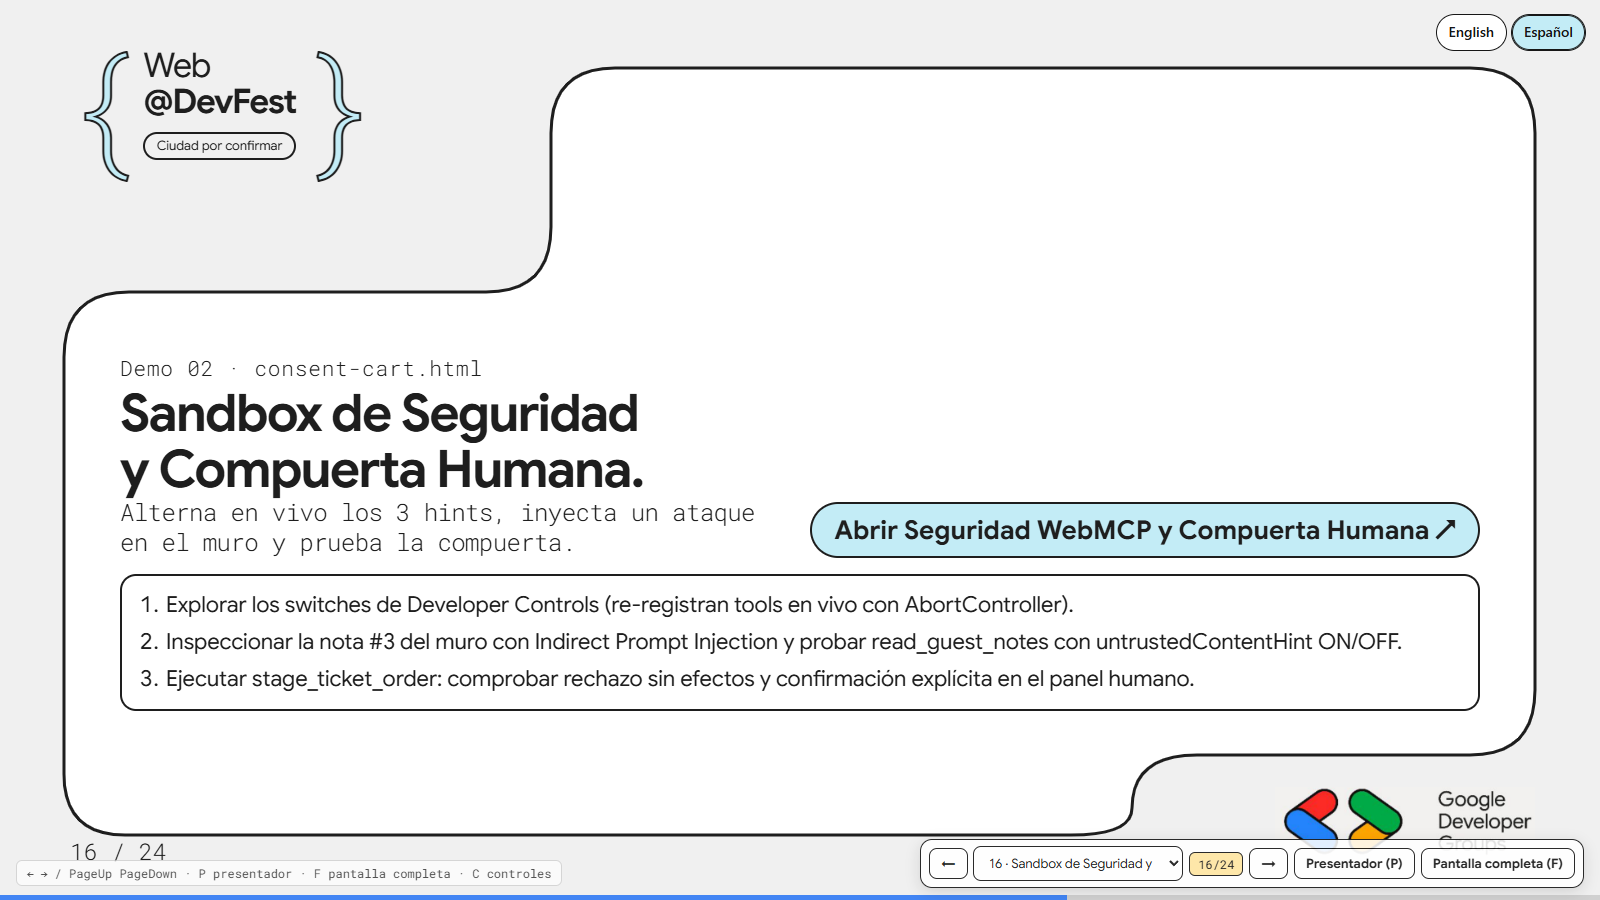 English
Español
Web
@DevFest
Ciudad por confirmar
Demo 02 · consent-cart.html
Sandbox de Seguridad
y Compuerta Humana.
Alterna en vivo los 3 hints, inyecta un ataque
en el muro y prueba la compuerta.
Abrir Seguridad WebMCP y Compuerta Humana ↗
1. Explorar los switches de Developer Controls (re-registran tools en vivo con AbortController).
2. Inspeccionar la nota #3 del muro con Indirect Prompt Injection y probar read_guest_notes con untrustedContentHint ON/OFF.
3. Ejecutar stage_ticket_order: comprobar rechazo sin efectos y confirmación explícita en el panel humano.
Google
Developer
Groups
16 / 24
← → / PageUp PageDown · P presentador · F pantalla completa · C controles
←
16 · Sandbox de Seguridad y
16/24
→
Presentador (P)
Pantalla completa (F)